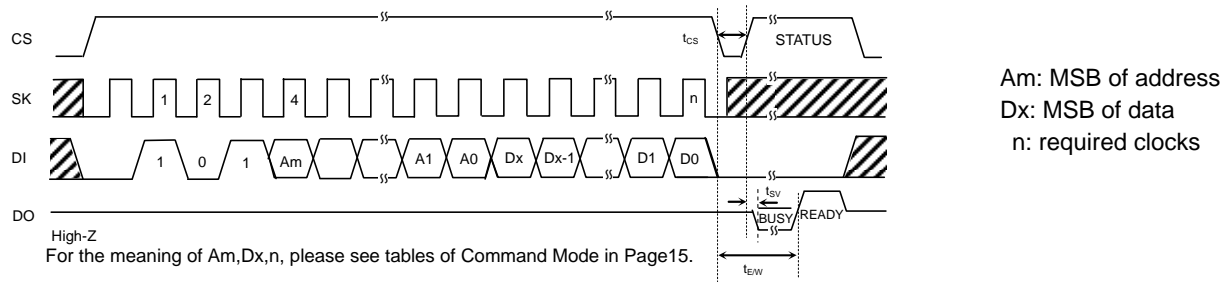 CS
tCS
STATUS
SK
1 2 4 n
DI
1 0 1 Am A1 A0 Dx Dx-1 D1 D0
tSV
DO
BUSY READY
High-Z
tE/W
For the meaning of Am,Dx,n, please see tables of Command Mode in Page15.
Am: MSB of address
Dx: MSB of data
n: required clocks